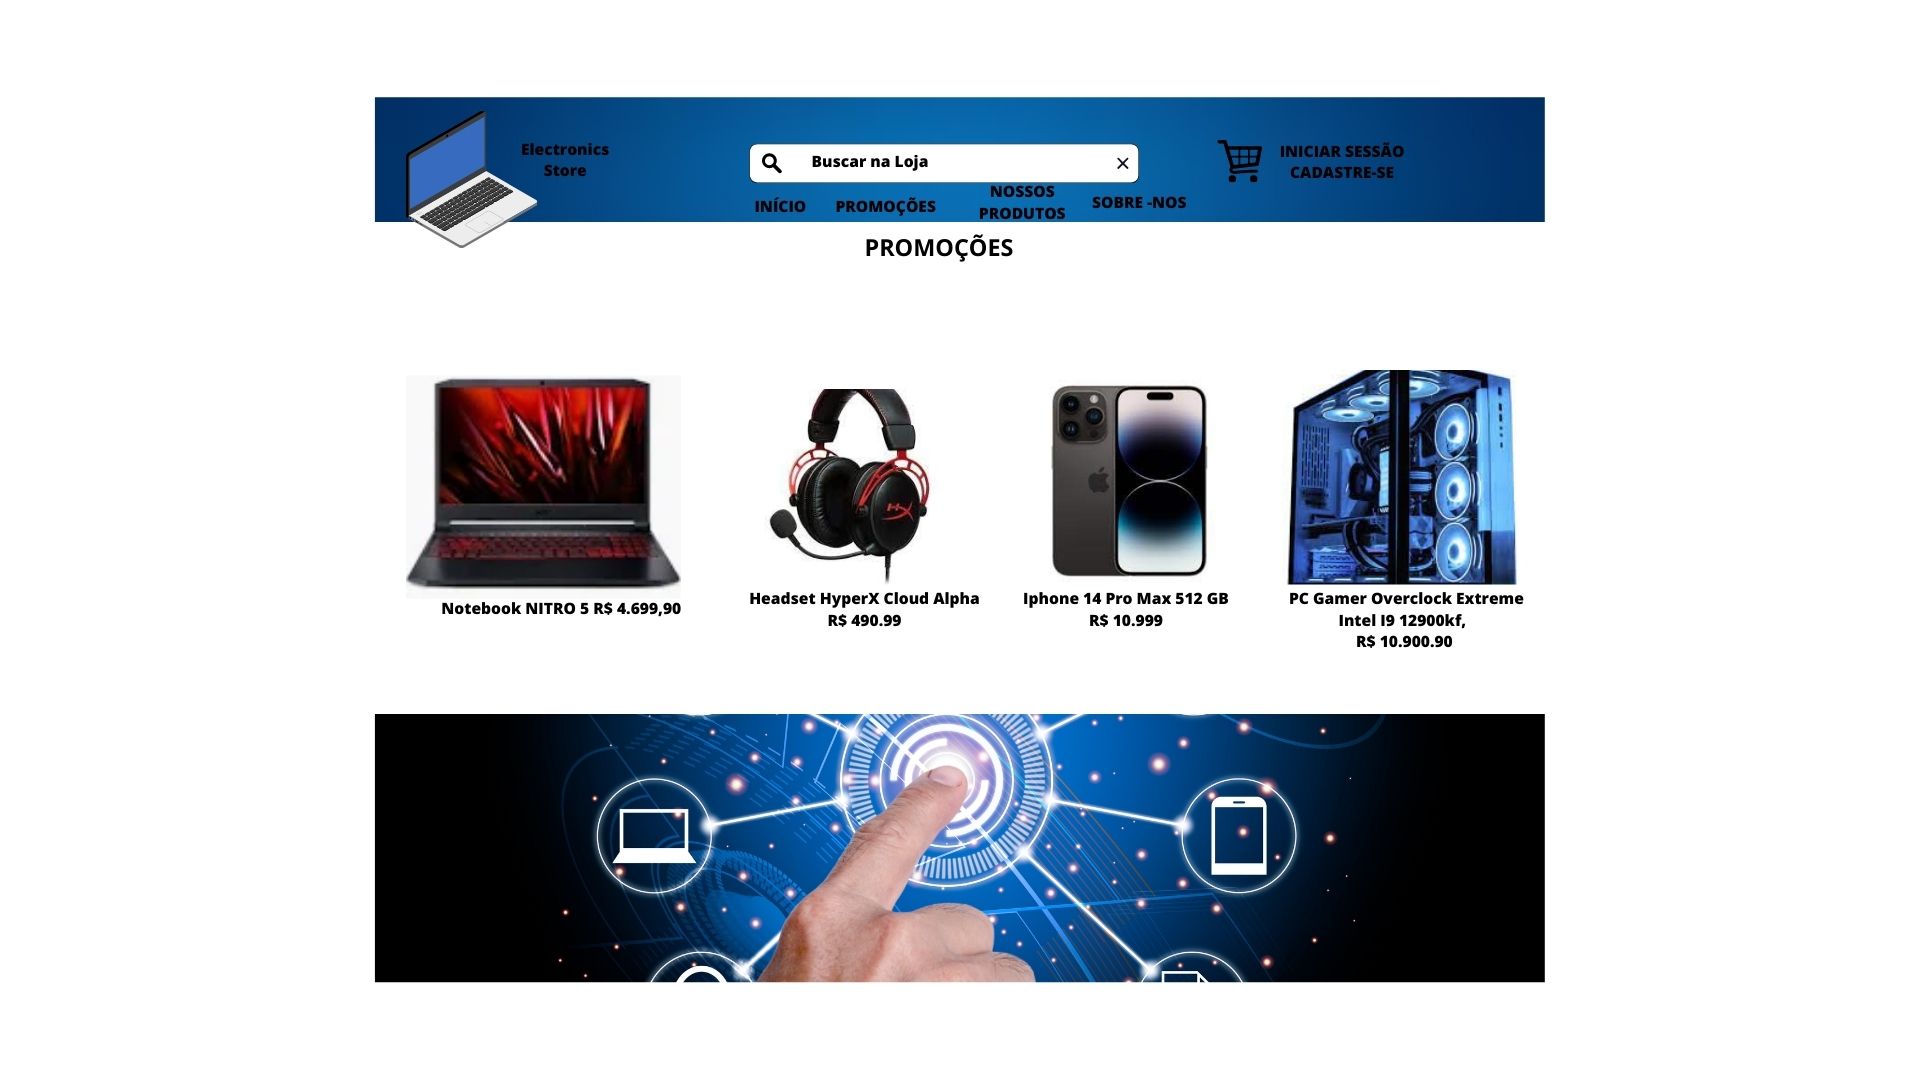 Electronics
Store
Buscar na Loja
INICIAR SESSÃO
CADASTRE-SE
INÍCIO
PROMOÇÕES
NOSSOS
PRODUTOS
SOBRE -NOS
PROMOÇÕES
Notebook NITRO 5 R$ 4.699,90
Headset HyperX Cloud Alpha
R$ 490.99
Iphone 14 Pro Max 512 GB
R$ 10.999
PC Gamer Overclock Extreme
Intel I9 12900kf,
R$ 10.900.90